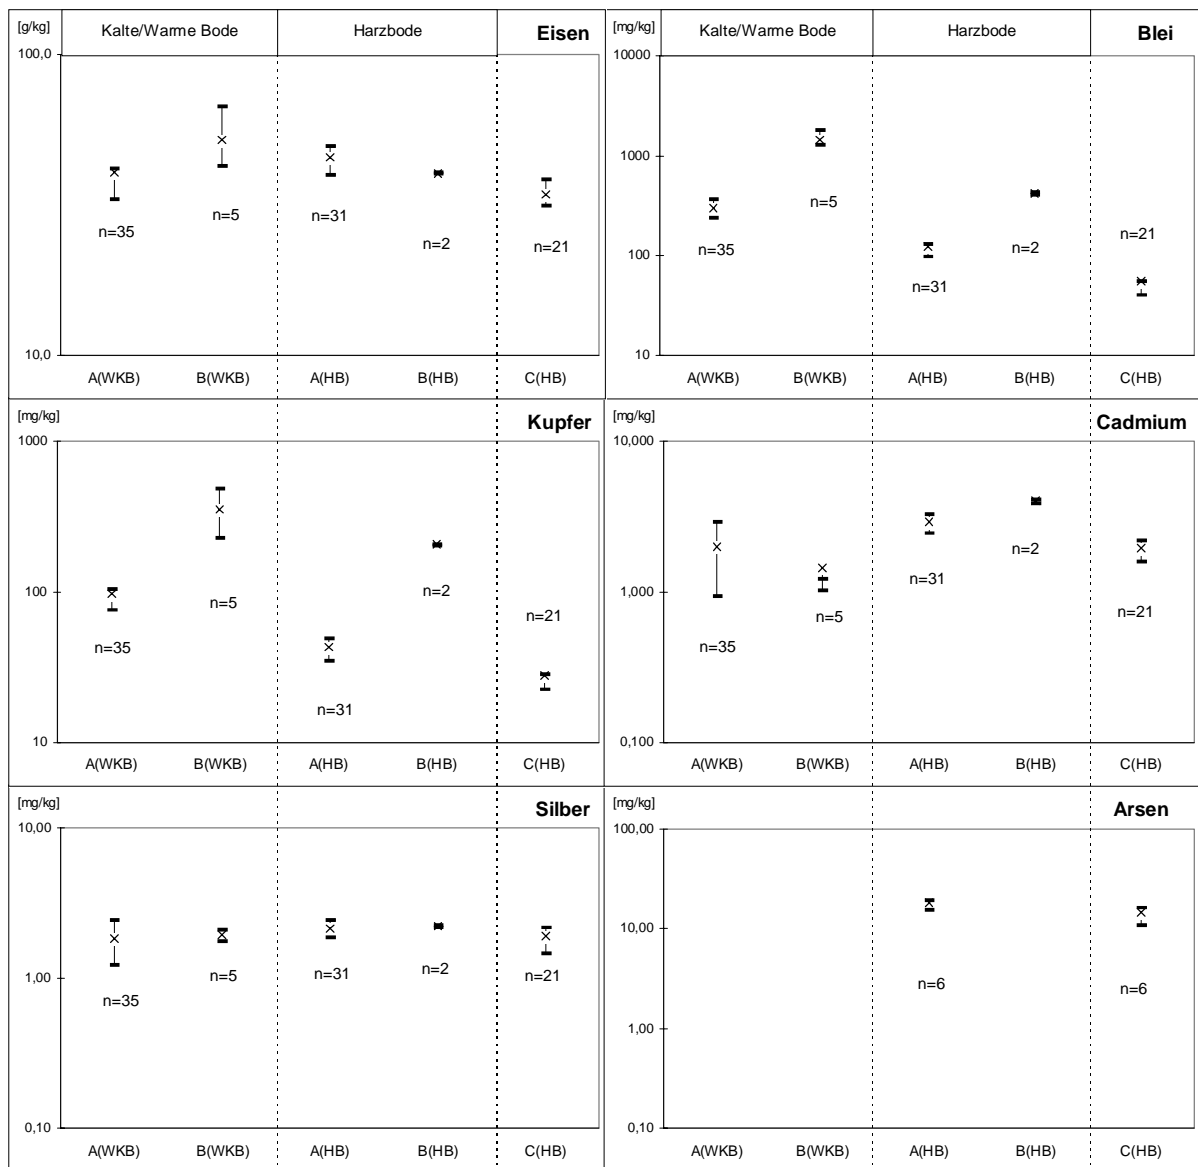 [g/kg] Kalte/Warme Bode Harzbode Eisen
100,0
n=35 n=5 n=31 n=2 n=21
10,0
A(WKB) B(WKB) A(HB) B(HB) C(HB)
[mg/kg] Kalte/Warme Bode Harzbode Blei
10000
1000
n=35 n=5 n=31 n=2 n=21
100
10
A(WKB) B(WKB) A(HB) B(HB) C(HB)
[mg/kg] Kupfer
1000
100
n=35 n=5 n=31 n=2 n=21
10
A(WKB) B(WKB) A(HB) B(HB) C(HB)
[mg/kg] Cadmium
10,000
1,000
n=35 n=5 n=31 n=2 n=21
0,100
A(WKB) B(WKB) A(HB) B(HB) C(HB)
[mg/kg] Silber
10,00
1,00
n=35 n=5 n=31 n=2 n=21
0,10
A(WKB) B(WKB) A(HB) B(HB) C(HB)
[mg/kg] Arsen
100,00
10,00
n=6 n=6
1,00
0,10
A(WKB) B(WKB) A(HB) B(HB) C(HB)